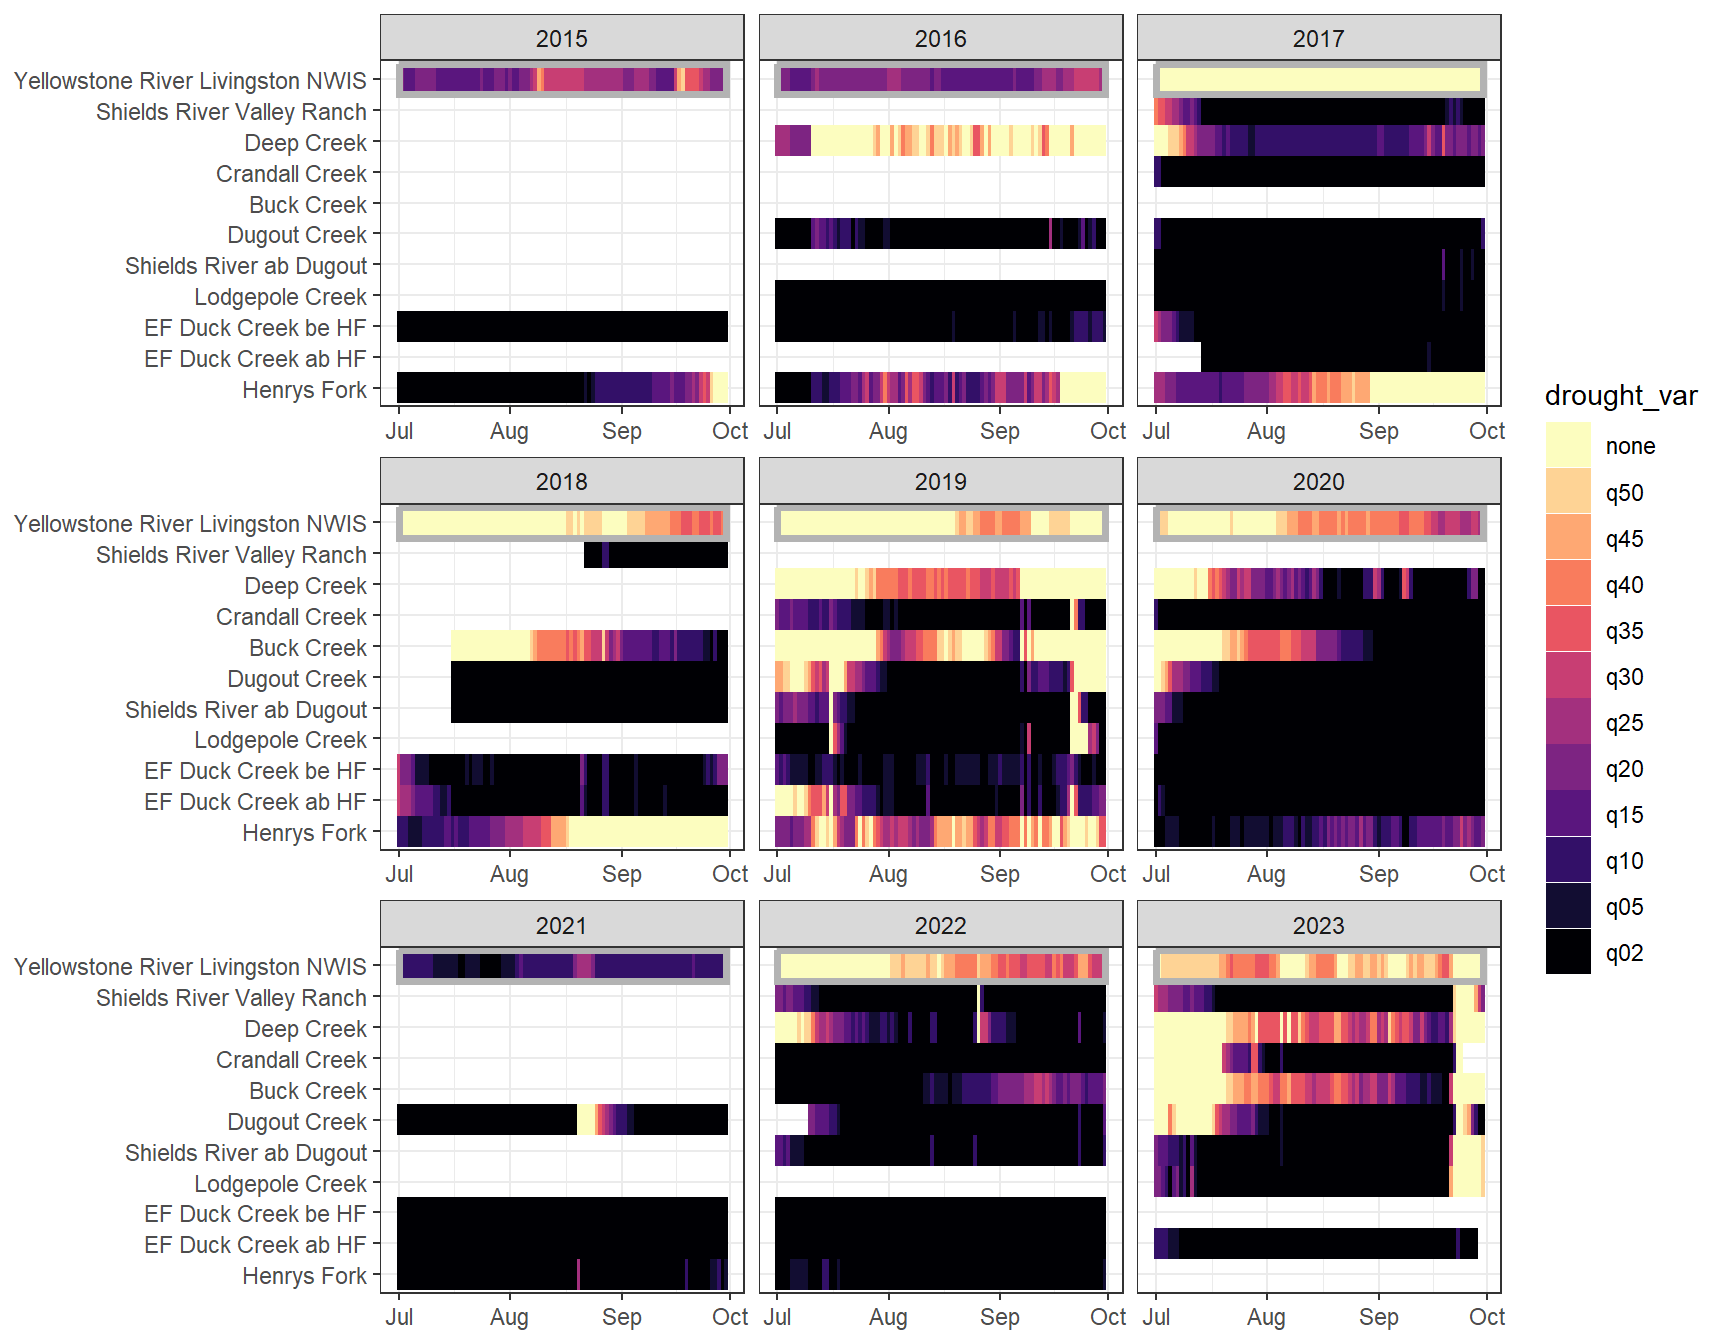 2015 2016 2017
Yellowstone River Livingston NWIS
Shields River Valley Ranch
Deep Creek
Crandall Creek
Buck Creek
Dugout Creek
Shields River ab Dugout
Lodgepole Creek
EF Duck Creek be HF
EF Duck Creek ab HF
Henrys Fork
Jul Aug Sep Oct Jul Aug Sep Oct Jul Aug Sep Oct
2018 2019 2020
Yellowstone River Livingston NWIS
Shields River Valley Ranch
Deep Creek
Crandall Creek
Buck Creek
Dugout Creek
Shields River ab Dugout
Lodgepole Creek
EF Duck Creek be HF
EF Duck Creek ab HF
Henrys Fork
Jul Aug Sep Oct Jul Aug Sep Oct Jul Aug Sep Oct
2021 2022 2023
Yellowstone River Livingston NWIS
Shields River Valley Ranch
Deep Creek
Crandall Creek
Buck Creek
Dugout Creek
Shields River ab Dugout
Lodgepole Creek
EF Duck Creek be HF
EF Duck Creek ab HF
Henrys Fork
Jul Aug Sep Oct Jul Aug Sep Oct Jul Aug Sep Oct
drought_var
none
q50
q45
q40
q35
q30
q25
q20
q15
q10
q05
q02